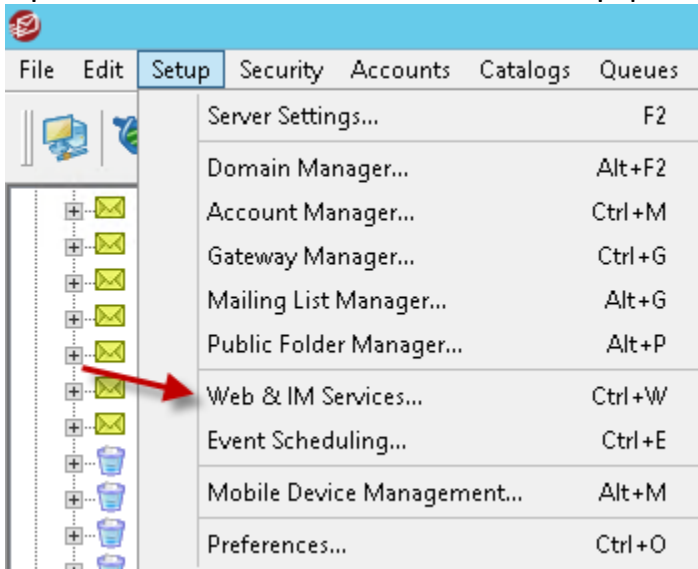 File Edit Setup Security Accounts Catalogs Queues
Server Settings... F2
Domain Manager... Alt+F2
Account Manager... Ctrl+M
Gateway Manager... Ctrl+G
Mailing List Manager... Alt+G
Public Folder Manager... Alt+P
Web & IM Services... Ctrl+W
Event Scheduling... Ctrl+E
Mobile Device Management... Alt+M
Preferences... Ctrl+O